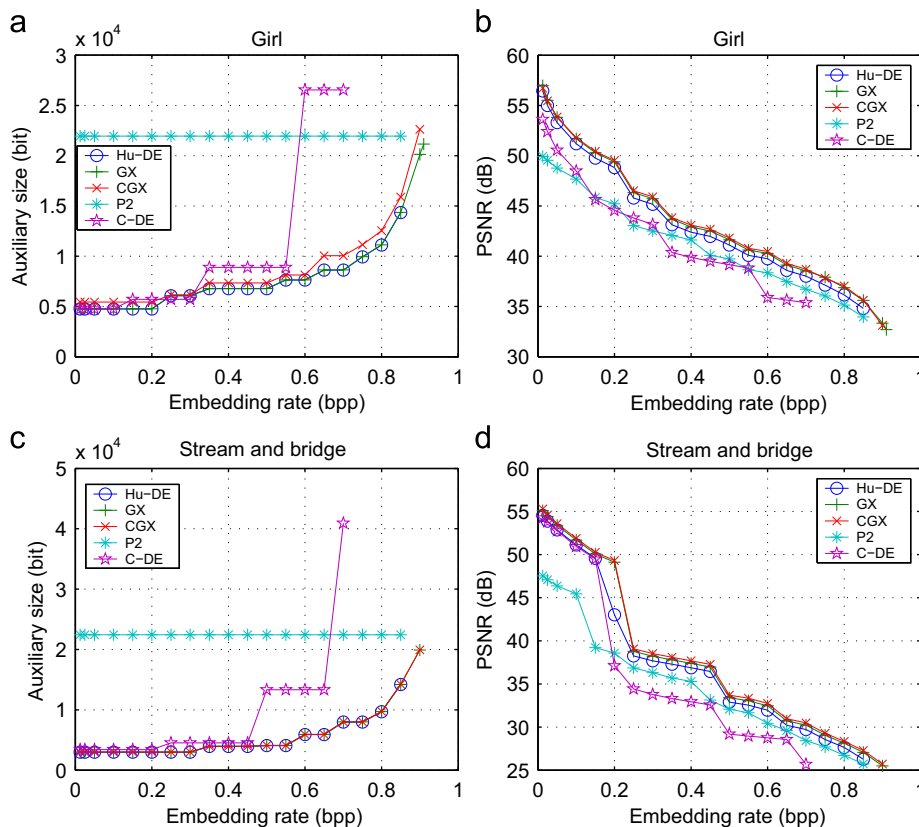 a
× 10⁴
Girl
3
2.5
2
1.5
1
0.5
0
Auxiliary size (bit)
Hu−DE
GX
CGX
P2
C−DE
0 0.2 0.4 0.6 0.8 1
Embedding rate (bpp)
b
Girl
60
55
50
45
40
35
30
PSNR (dB)
Hu−DE
GX
CGX
P2
C−DE
0 0.2 0.4 0.6 0.8 1
Embedding rate (bpp)
c
× 10⁴
Stream and bridge
5
4
3
2
1
0
Auxiliary size (bit)
Hu−DE
GX
CGX
P2
C−DE
0 0.2 0.4 0.6 0.8 1
Embedding rate (bpp)
d
Stream and bridge
60
55
50
45
40
35
30
25
PSNR (dB)
Hu−DE
GX
CGX
P2
C−DE
0 0.2 0.4 0.6 0.8 1
Embedding rate (bpp)